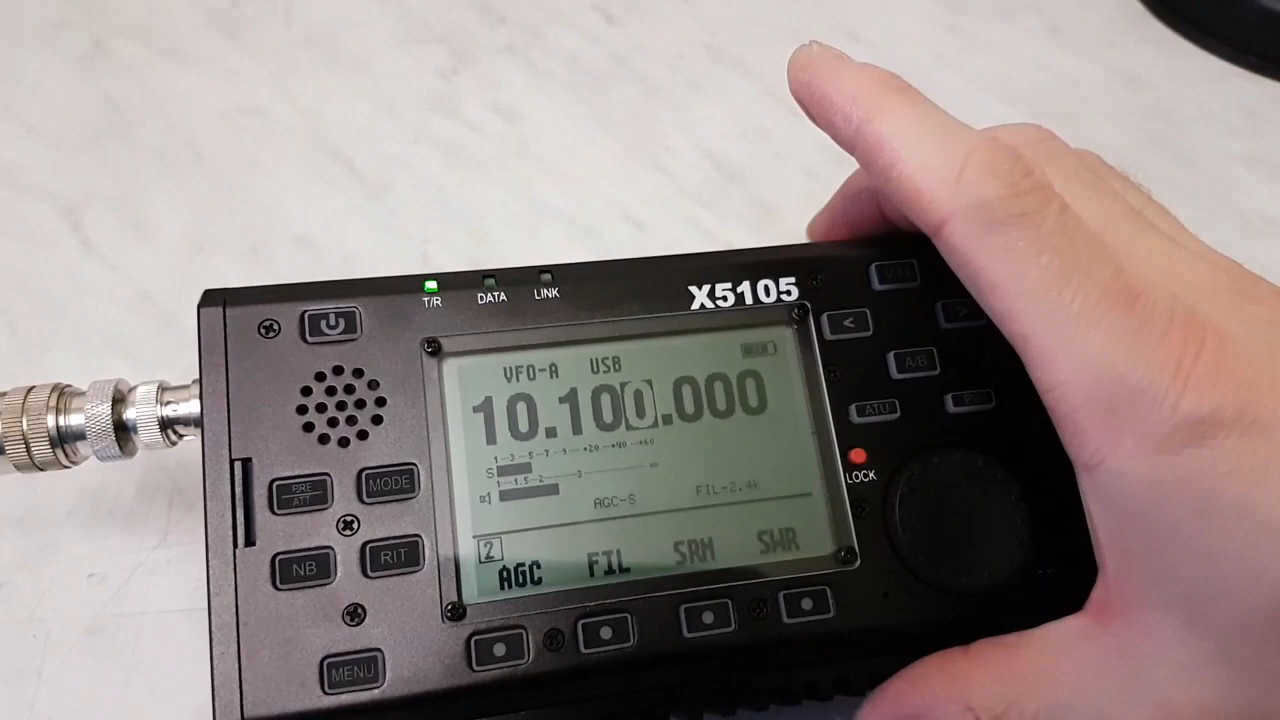 X5105
T/R DATA LINK
V/M
<
>
A/B
ATU
LOCK
VFO-A USB
10.100.000
1···3···5··7···9···· +20 ···+40 ···+60
S
1···1.5···2
AGC-S FIL-2.4k
2
AGC FIL SRM SWR
PRE
ATT
MODE
NB
RIT
MENU